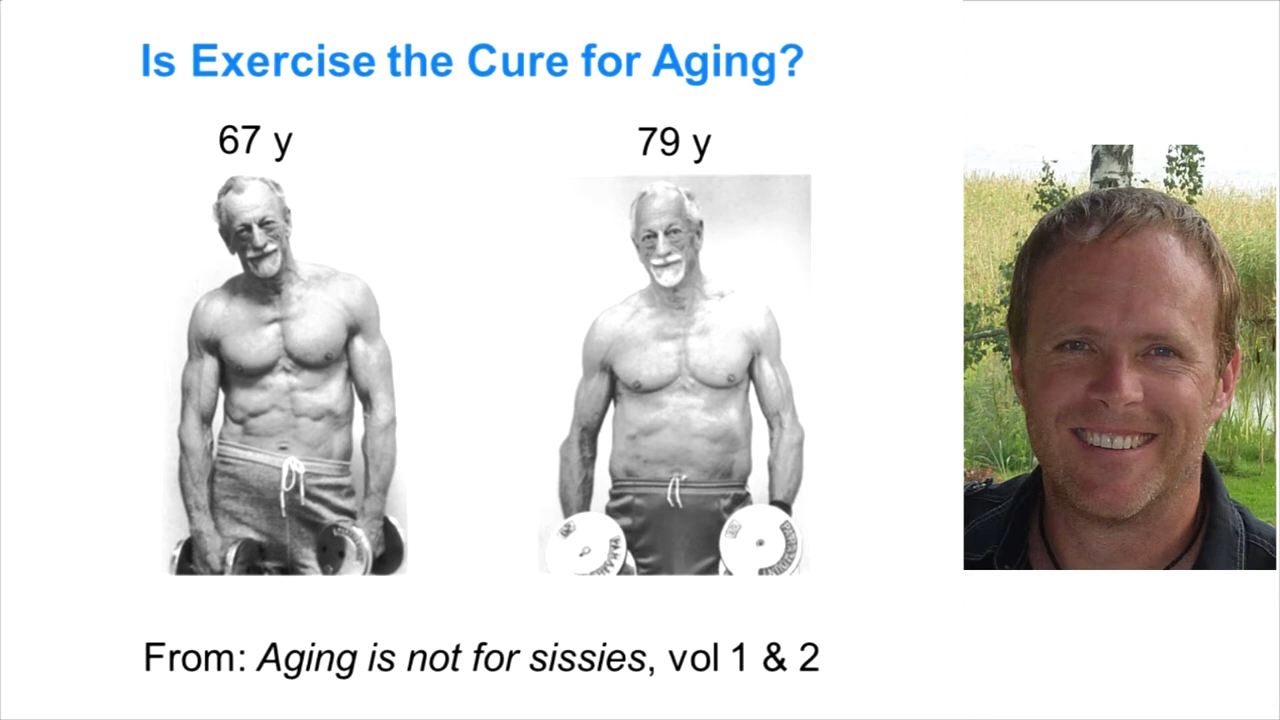 Is Exercise the Cure for Aging?
67 y
79 y
From: Aging is not for sissies, vol 1 & 2